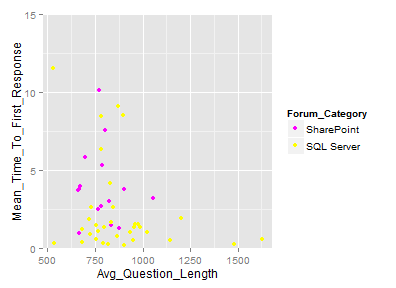 15
10
5
0
Mean_Time_To_First_Response
500
750
1000
1250
1500
Avg_Question_Length
Forum_Category
SharePoint
SQL Server